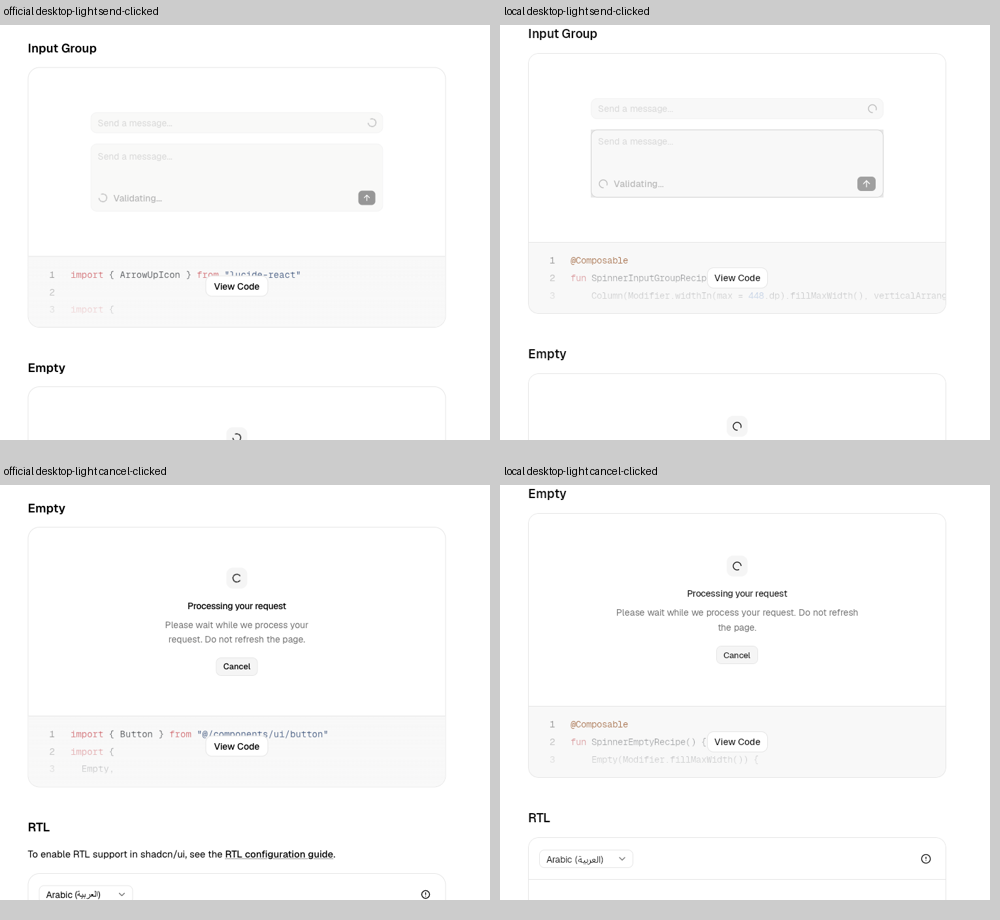 official desktop-light send-clicked
Input Group
Send a message...
Send a message...
Validating...
1 import { ArrowUpIcon } from "lucide-react"
2
View Code
3 import {
Empty
local desktop-light send-clicked
Input Group
Send a message...
Send a message...
Validating...
1 @Composable
2 fun SpinnerInputGroupRecip
View Code
3 Column(Modifier.widthIn(max = 448.dp).fillMaxWidth(), verticalArrang
Empty
official desktop-light cancel-clicked
Empty
Processing your request
Please wait while we process your
request. Do not refresh the page.
Cancel
1 import { Button } from "@/components/ui/button"
View Code
2 import {
3 Empty,
RTL
To enable RTL support in shadcn/ui, see the RTL configuration guide.
Arabic (العربية)
local desktop-light cancel-clicked
Empty
Processing your request
Please wait while we process your request. Do not refresh
the page.
Cancel
1 @Composable
2 fun SpinnerEmptyRecipe() {
View Code
3 Empty(Modifier.fillMaxWidth()) {
RTL
Arabic (العربية)